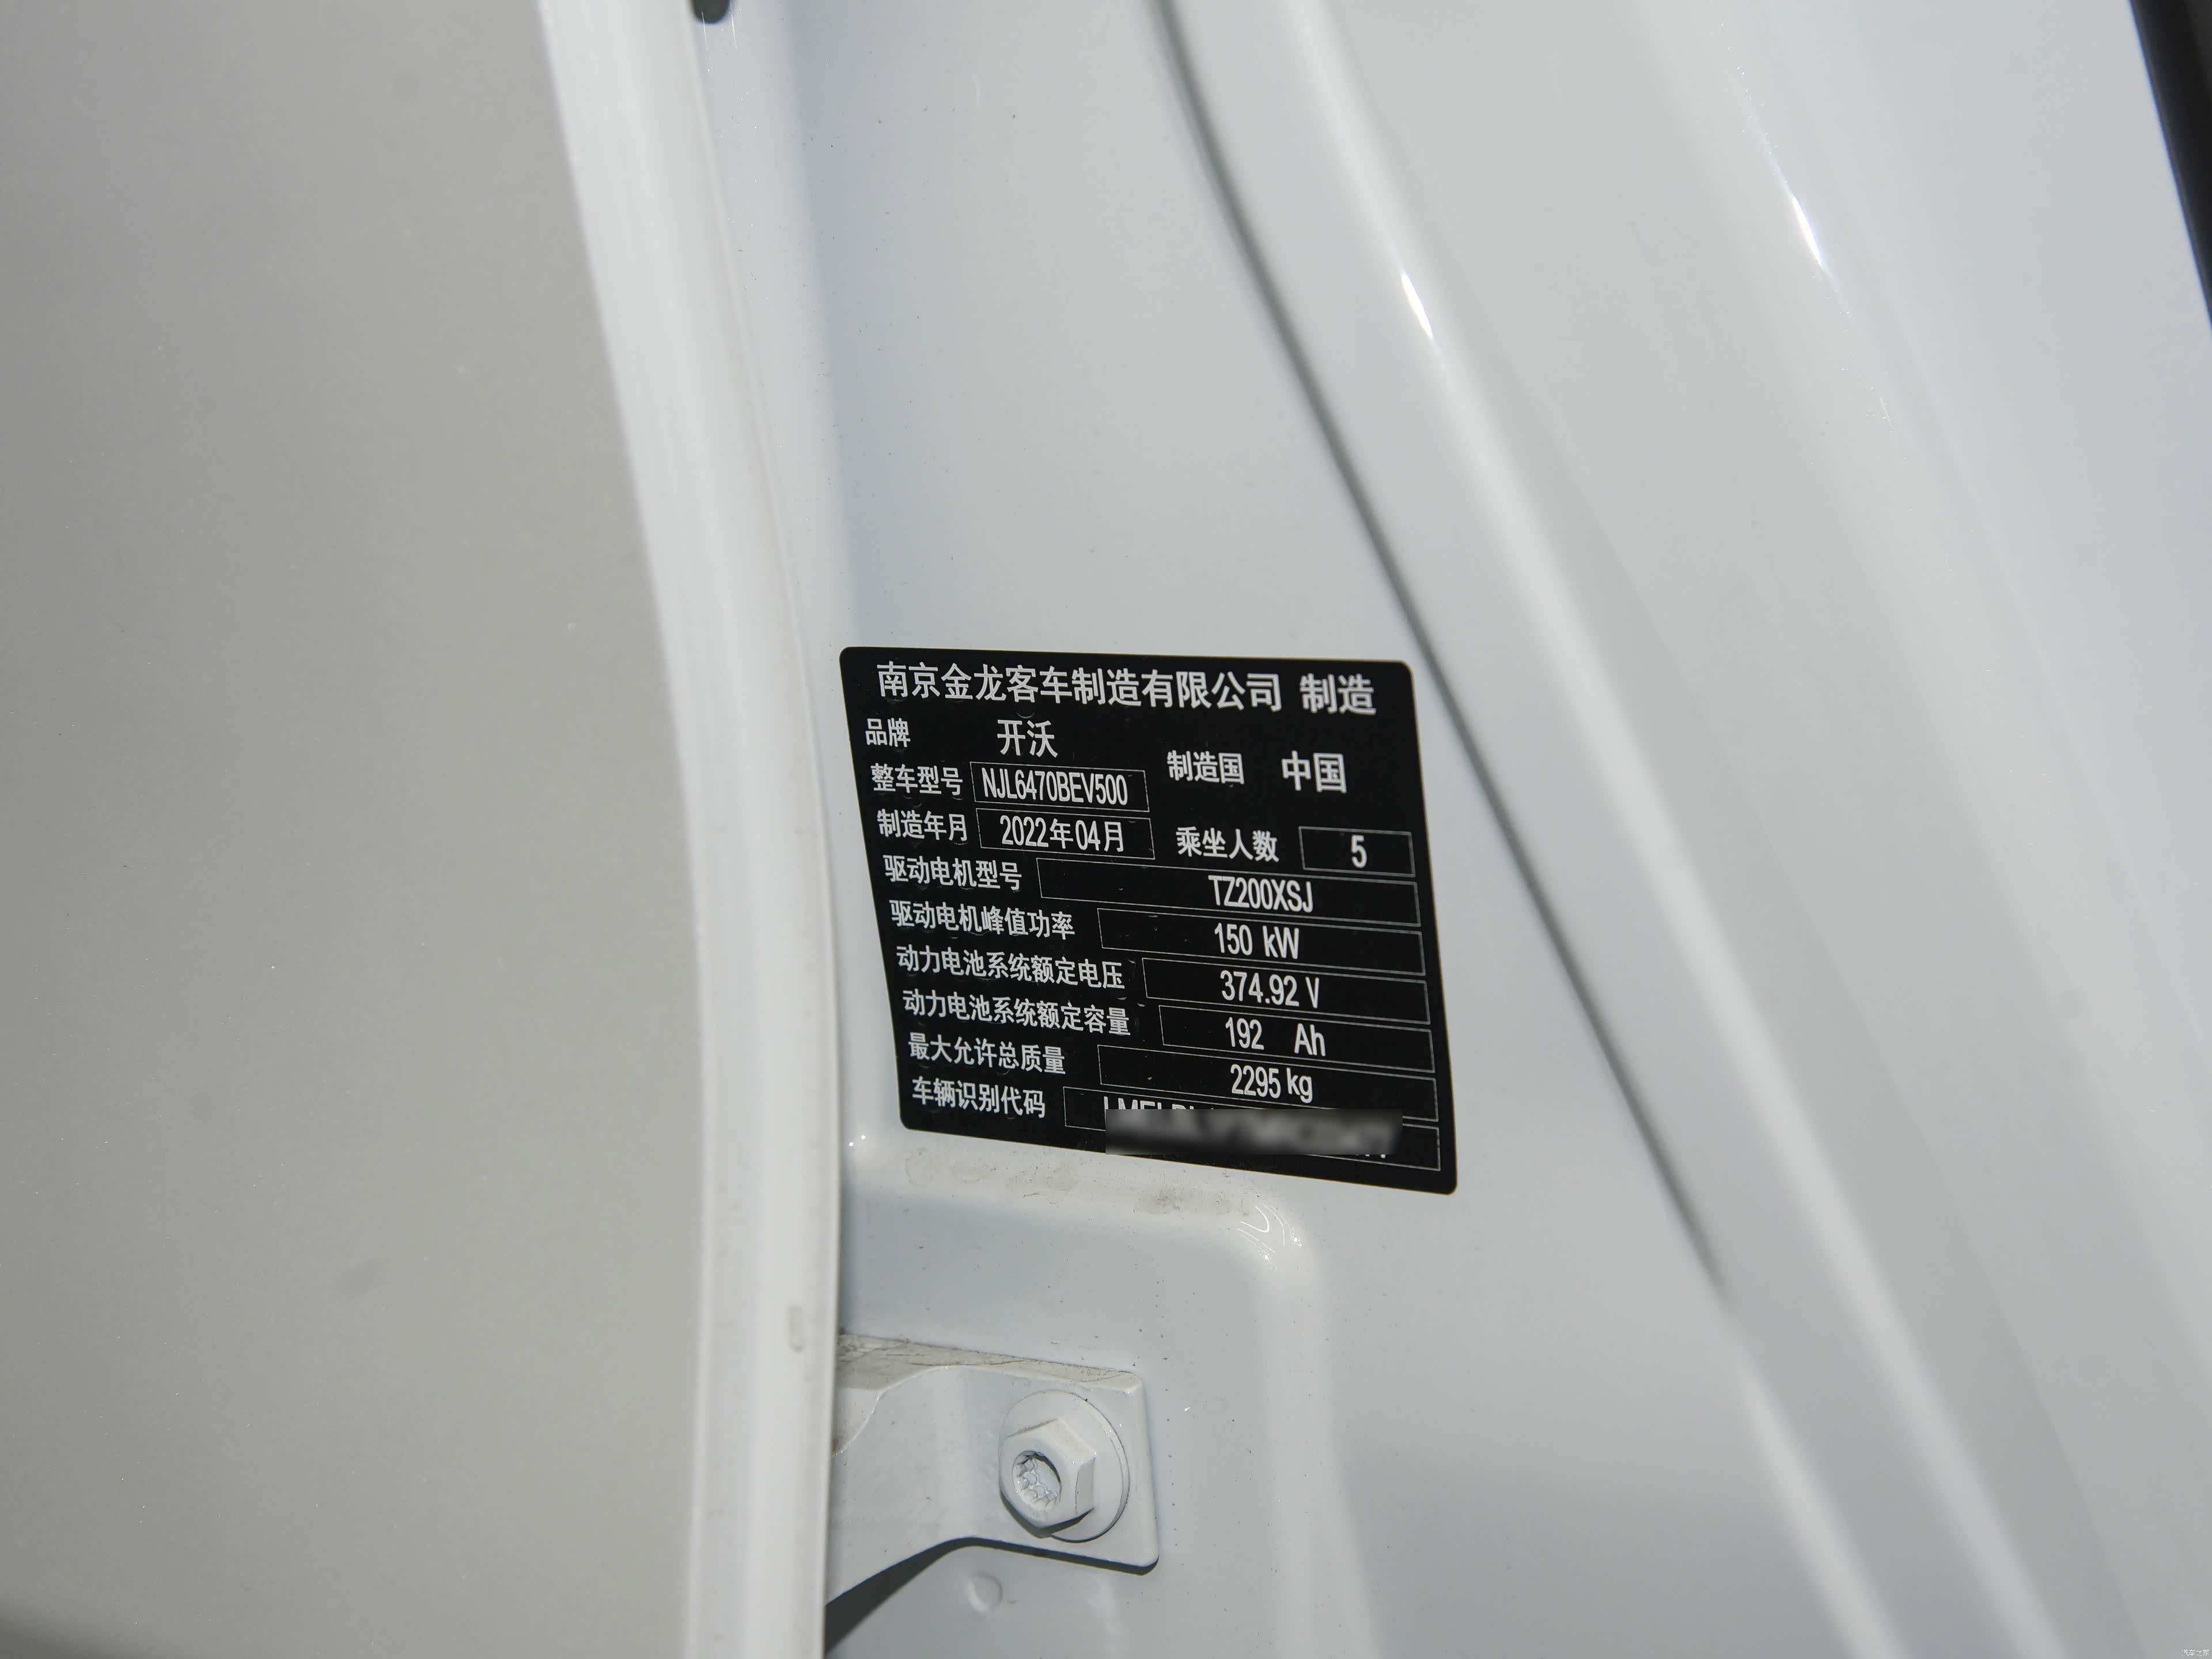 南京金龙客车制造有限公司 制造
品牌 开沃
制造国 中国
整车型号 NJL6470BEV500
制造年月 2022年04月 乘坐人数 5
驱动电机型号 TZ200XSJ
驱动电机峰值功率 150 kW
动力电池系统额定电压 374.92 V
动力电池系统额定容量 192 Ah
最大允许总质量 2295 kg
车辆识别代码
汽车之家